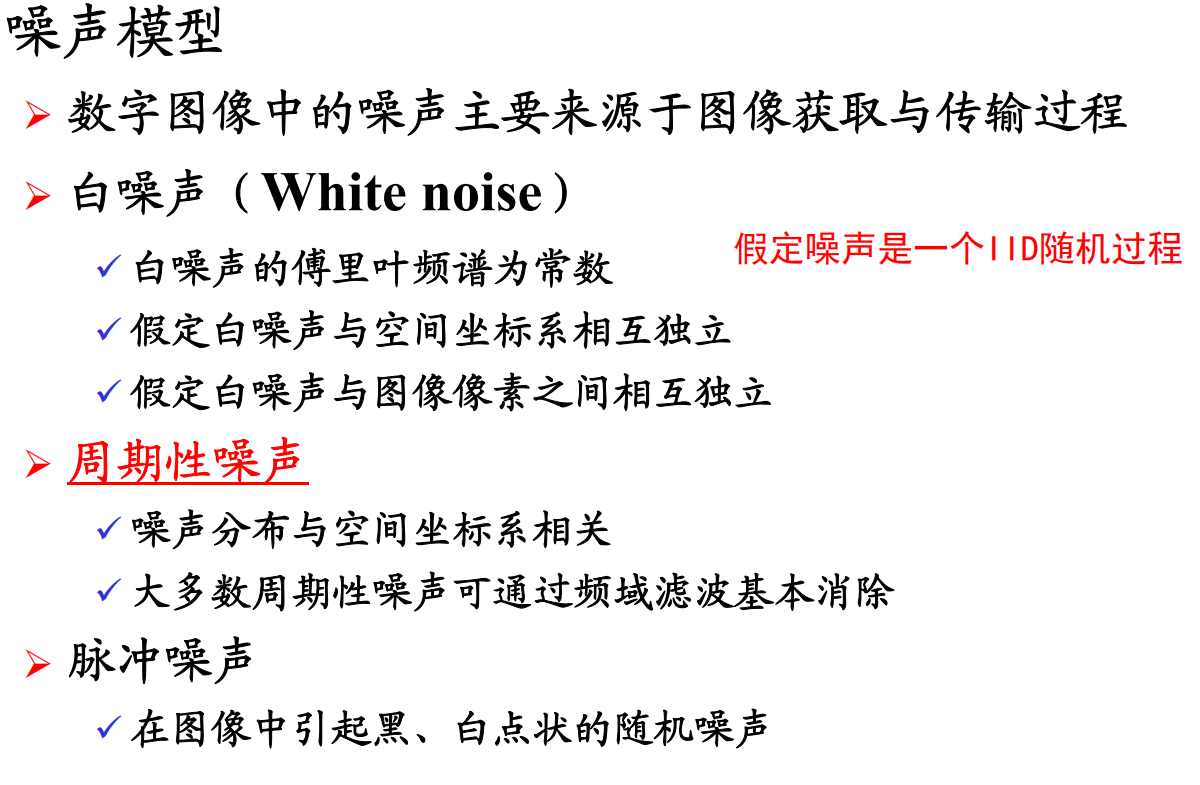 噪声模型
数字图像中的噪声主要来源于图像获取与传输过程
白噪声（White noise）
假定噪声是一个IID随机过程
白噪声的傅里叶频谱为常数
假定白噪声与空间坐标系相互独立
假定白噪声与图像像素之间相互独立
周期性噪声
噪声分布与空间坐标系相关
大多数周期性噪声可通过频域滤波基本消除
脉冲噪声
在图像中引起黑、白点状的随机噪声